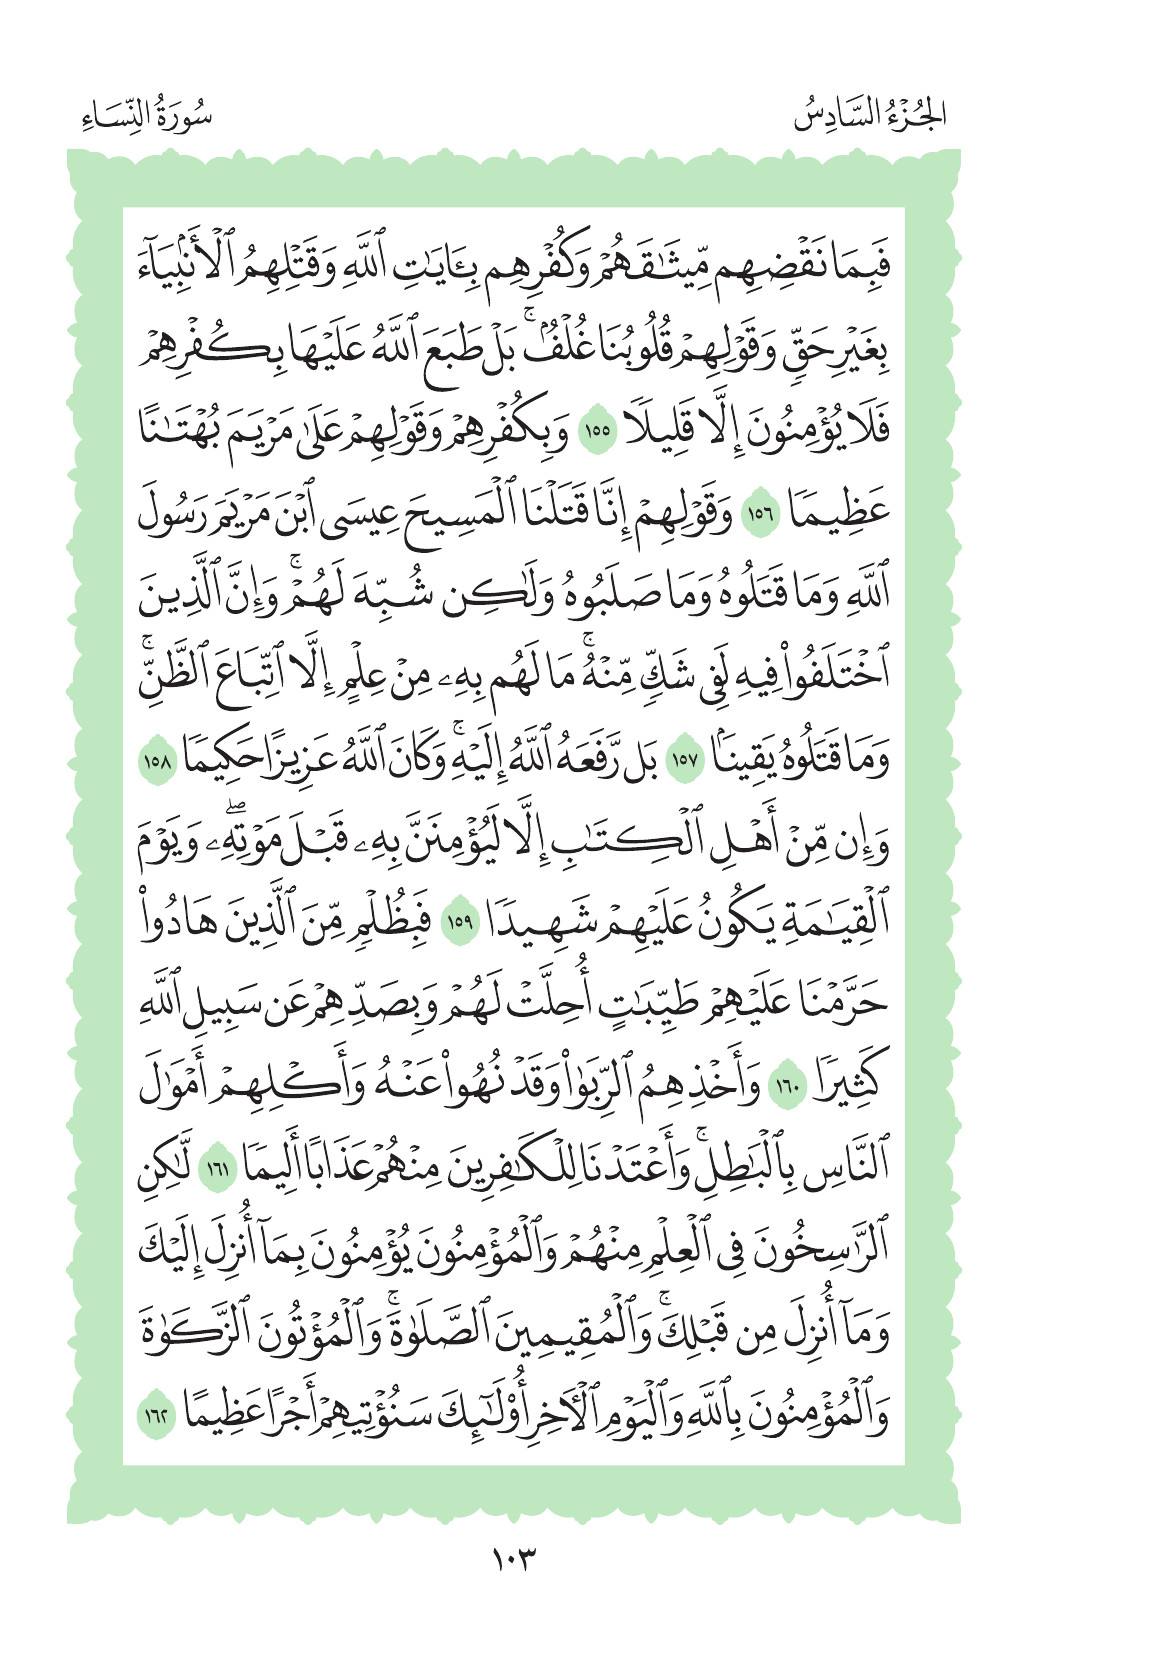 الجُزْءُ السَّادِسُ
سُورَةُ النِّسَاءِ
فَبِمَا نَقْضِهِم مِّيثَٰقَهُمْ وَكُفْرِهِم بِـَٔايَٰتِ ٱللَّهِ وَقَتْلِهِمُ ٱلْأَنۢبِيَآءَ
بِغَيْرِ حَقٍّ وَقَوْلِهِمْ قُلُوبُنَا غُلْفٌۢ ۚ بَلْ طَبَعَ ٱللَّهُ عَلَيْهَا بِكُفْرِهِمْ
فَلَا يُؤْمِنُونَ إِلَّا قَلِيلًا ١٥٥ وَبِكُفْرِهِمْ وَقَوْلِهِمْ عَلَىٰ مَرْيَمَ بُهْتَٰنًا
عَظِيمًا ١٥٦ وَقَوْلِهِمْ إِنَّا قَتَلْنَا ٱلْمَسِيحَ عِيسَى ٱبْنَ مَرْيَمَ رَسُولَ
ٱللَّهِ وَمَا قَتَلُوهُ وَمَا صَلَبُوهُ وَلَٰكِن شُبِّهَ لَهُمْ ۚ وَإِنَّ ٱلَّذِينَ
ٱخْتَلَفُوا۟ فِيهِ لَفِى شَكٍّ مِّنْهُ ۚ مَا لَهُم بِهِۦ مِنْ عِلْمٍ إِلَّا ٱتِّبَاعَ ٱلظَّنِّ ۚ
وَمَا قَتَلُوهُ يَقِينًۢا ١٥٧ بَل رَّفَعَهُ ٱللَّهُ إِلَيْهِ ۚ وَكَانَ ٱللَّهُ عَزِيزًا حَكِيمًا ١٥٨
وَإِن مِّنْ أَهْلِ ٱلْكِتَٰبِ إِلَّا لَيُؤْمِنَنَّ بِهِۦ قَبْلَ مَوْتِهِۦ ۖ وَيَوْمَ
ٱلْقِيَٰمَةِ يَكُونُ عَلَيْهِمْ شَهِيدًا ١٥٩ فَبِظُلْمٍ مِّنَ ٱلَّذِينَ هَادُوا۟
حَرَّمْنَا عَلَيْهِمْ طَيِّبَٰتٍ أُحِلَّتْ لَهُمْ وَبِصَدِّهِمْ عَن سَبِيلِ ٱللَّهِ
كَثِيرًا ١٦٠ وَأَخْذِهِمُ ٱلرِّبَوٰا۟ وَقَدْ نُهُوا۟ عَنْهُ وَأَكْلِهِمْ أَمْوَٰلَ
ٱلنَّاسِ بِٱلْبَٰطِلِ ۚ وَأَعْتَدْنَا لِلْكَٰفِرِينَ مِنْهُمْ عَذَابًا أَلِيمًا ١٦١ لَّٰكِنِ
ٱلرَّٰسِخُونَ فِى ٱلْعِلْمِ مِنْهُمْ وَٱلْمُؤْمِنُونَ يُؤْمِنُونَ بِمَآ أُنزِلَ إِلَيْكَ
وَمَآ أُنزِلَ مِن قَبْلِكَ ۚ وَٱلْمُقِيمِينَ ٱلصَّلَوٰةَ ۚ وَٱلْمُؤْتُونَ ٱلزَّكَوٰةَ
وَٱلْمُؤْمِنُونَ بِٱللَّهِ وَٱلْيَوْمِ ٱلْـَٔاخِرِ أُو۟لَٰٓئِكَ سَنُؤْتِيهِمْ أَجْرًا عَظِيمًا ١٦٢
١٠٣